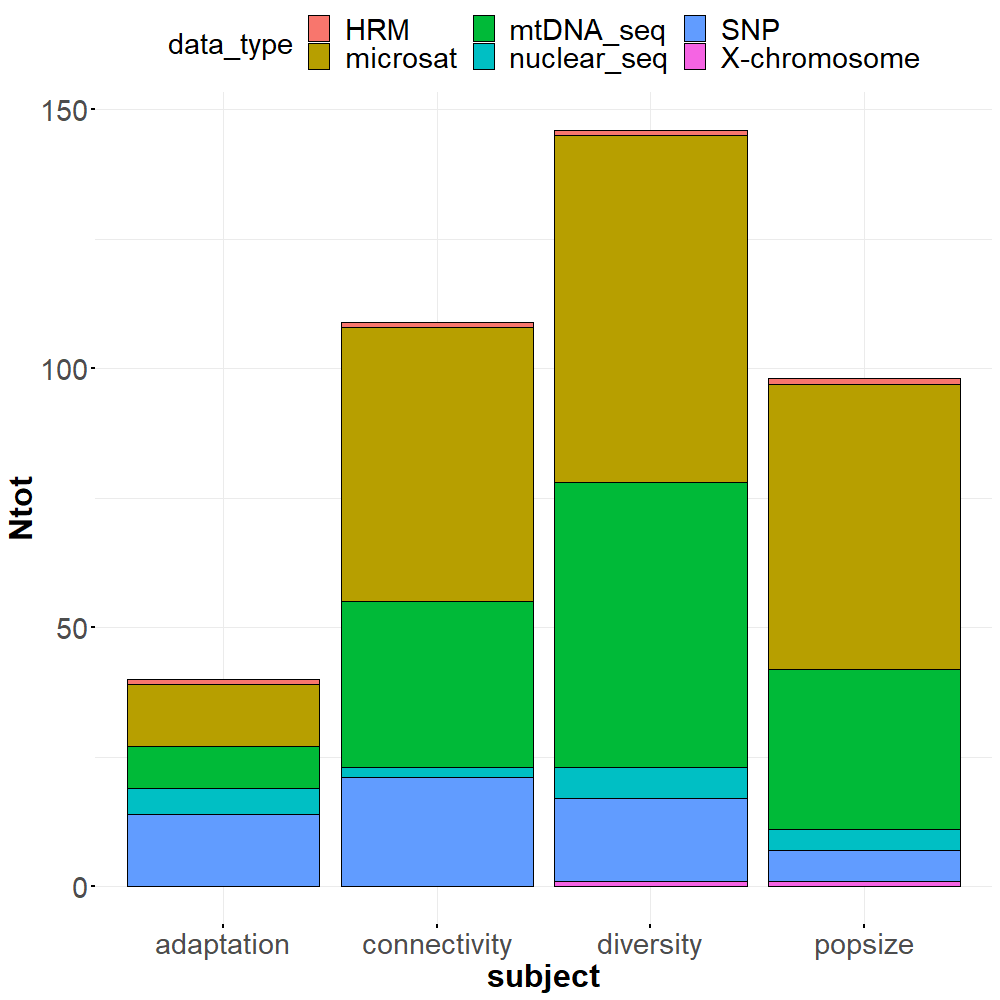 data_type
HRM
mtDNA_seq
SNP
microsat
nuclear_seq
X-chromosome
150
100
50
0
Ntot
adaptation
connectivity
diversity
popsize
subject